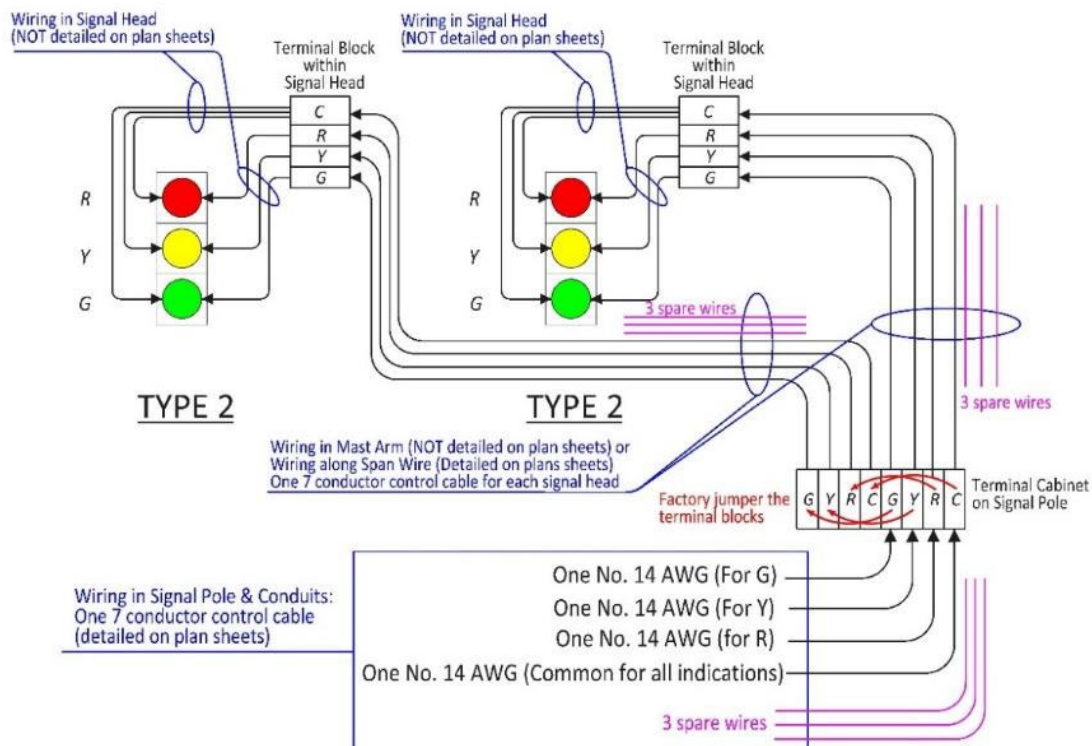 Wiring in Signal Head
(NOT detailed on plan sheets)
Terminal Block
within
Signal Head
C
R
Y
G
R
Y
G
TYPE 2
Wiring in Signal Head
(NOT detailed on plan sheets)
Terminal Block
within
Signal Head
C
R
Y
G
R
Y
G
TYPE 2
3 spare wires
3 spare wires
Wiring in Mast Arm (NOT detailed on plan sheets) or
Wiring along Span Wire (Detailed on plans sheets)
One 7 conductor control cable for each signal head
Factory jumper the
terminal blocks
G Y R C G Y R C
Terminal Cabinet
on Signal Pole
Wiring in Signal Pole & Conduits:
One 7 conductor control cable
(detailed on plan sheets)
One No. 14 AWG (For G)
One No. 14 AWG (For Y)
One No. 14 AWG (for R)
One No. 14 AWG (Common for all indications)
3 spare wires